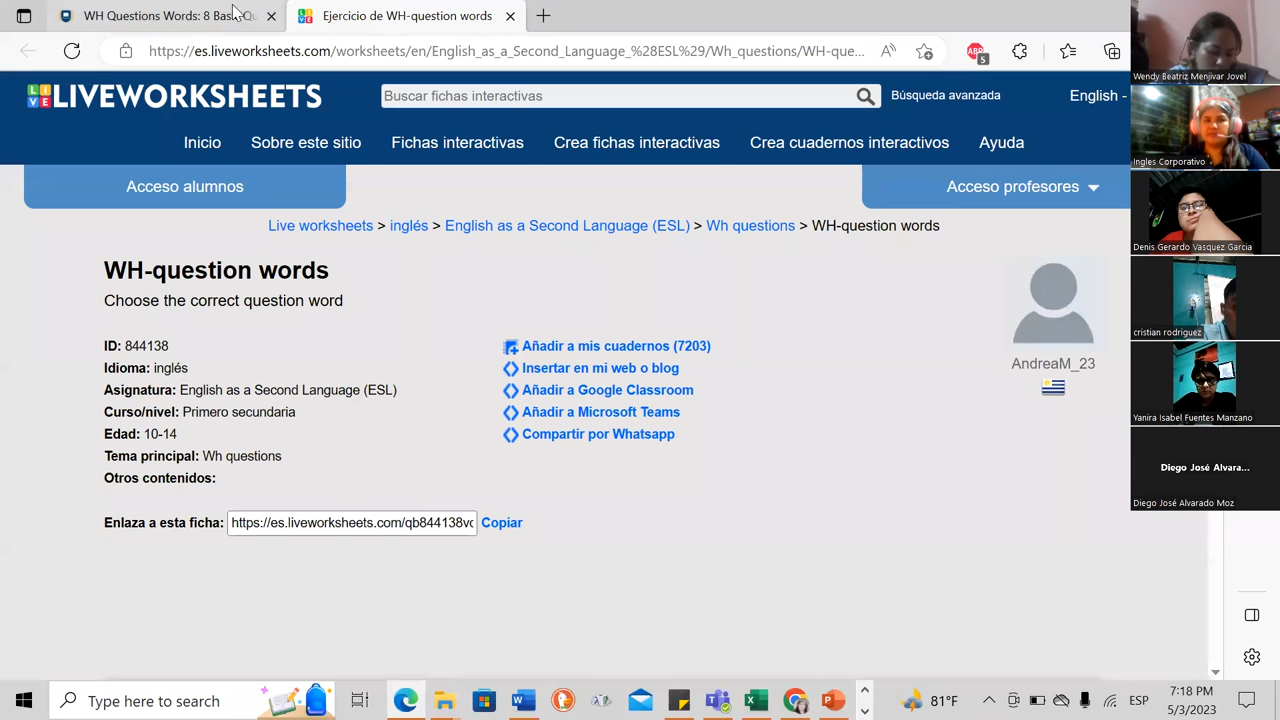 WH Questions Words: 8 Basic Qu
Ejercicio de WH-question words
https://es.liveworksheets.com/worksheets/en/English_as_a_Second_Language_%28ESL%29/Wh_questions/WH-que...
LIVE
LIVEWORKSHEETS
Buscar fichas interactivas
Búsqueda avanzada
English -
Inicio
Sobre este sitio
Fichas interactivas
Crea fichas interactivas
Crea cuadernos interactivos
Ayuda
Acceso alumnos
Acceso profesores
Live worksheets > inglés > English as a Second Language (ESL) > Wh questions > WH-question words
WH-question words
Choose the correct question word
ID: 844138
Idioma: inglés
Asignatura: English as a Second Language (ESL)
Curso/nivel: Primero secundaria
Edad: 10-14
Tema principal: Wh questions
Otros contenidos:
Añadir a mis cuadernos (7203)
Insertar en mi web o blog
Añadir a Google Classroom
Añadir a Microsoft Teams
Compartir por Whatsapp
AndreaM_23
Enlaza a esta ficha: https://es.liveworksheets.com/qb844138vc Copiar
Wendy Beatriz Menjivar Jovel
Ingles Corporativo
Denis Gerardo Vasquez Garcia
cristian rodriguez
Yanira Isabel Fuentes Manzano
Diego José Alvara...
Diego José Alvarado Moz
ABP
5
Type here to search
81°F
ESP
7:18 PM
5/3/2023